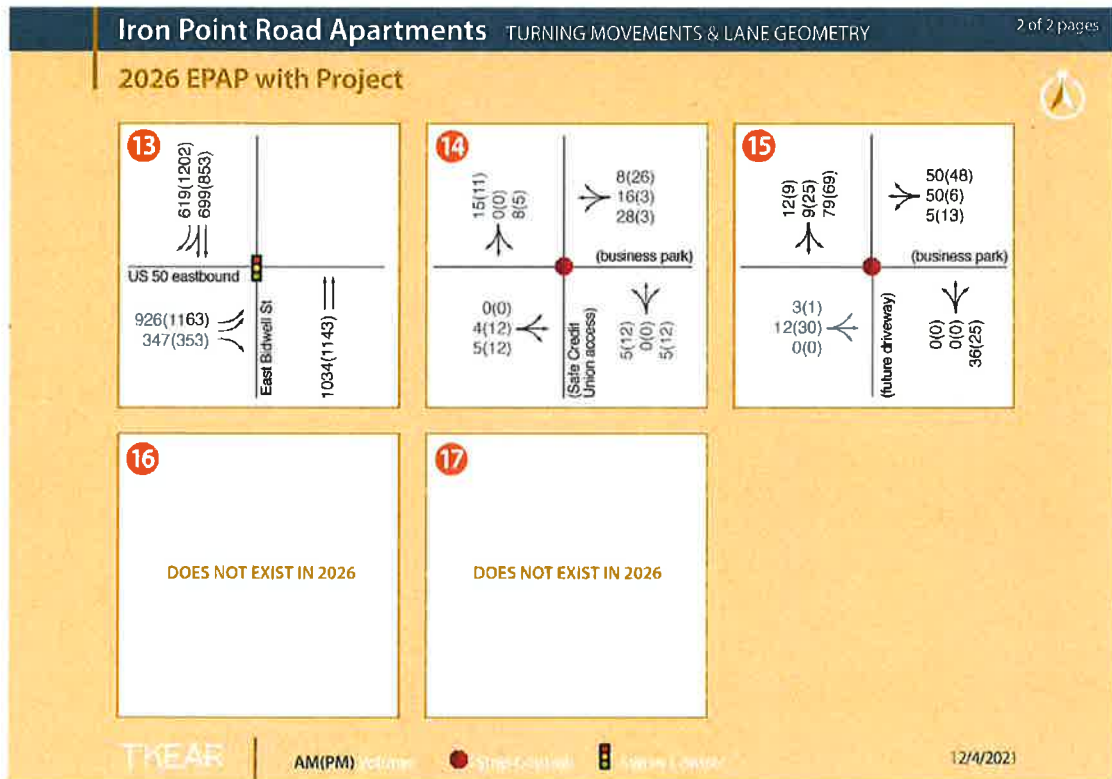 Iron Point Road Apartments TURNING MOVEMENTS & LANE GEOMETRY
2 of 2 pages
2026 EPAP with Project
13
619(1202)
699(853)
US 50 eastbound
926(1163)
347(353)
East Bidwell St
1034(1143)
14
15(11)
0(0)
8(5)
8(26)
16(3)
28(3)
(business park)
0(0)
4(12)
5(12)
(Safe Credit
Union access)
5(12)
0(0)
5(12)
15
12(9)
9(25)
79(69)
50(48)
50(6)
5(13)
(business park)
3(1)
12(30)
0(0)
(future driveway)
0(0)
0(0)
36(25)
16
DOES NOT EXIST IN 2026
17
DOES NOT EXIST IN 2026
TKEAR
AM(PM) Volumes
12/4/2021